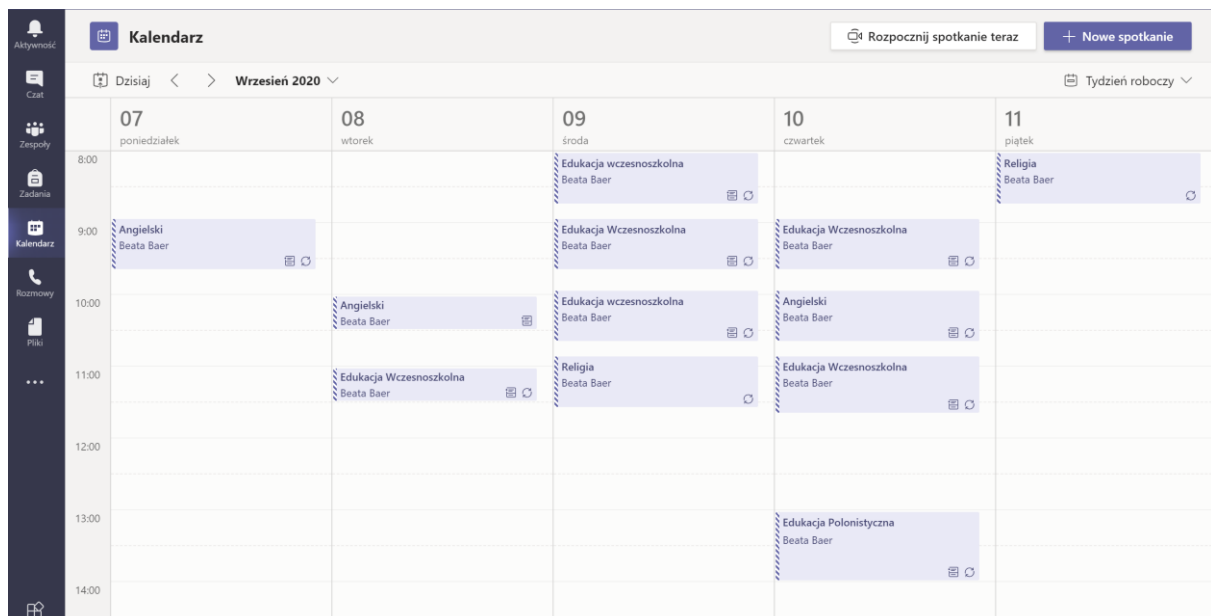 Aktywność
Czat
Zespoły
Zadania
Kalendarz
Rozmowy
Pliki
Kalendarz
Rozpocznij spotkanie teraz
+ Nowe spotkanie
Dzisiaj
Wrzesień 2020
Tydzień roboczy
07
poniedziałek
08
wtorek
09
środa
10
czwartek
11
piątek
8:00
9:00
10:00
11:00
12:00
13:00
14:00
Angielski
Beata Baer
Angielski
Beata Baer
Edukacja Wczesnoszkolna
Beata Baer
Edukacja wczesnoszkolna
Beata Baer
Edukacja Wczesnoszkolna
Beata Baer
Edukacja wczesnoszkolna
Beata Baer
Religia
Beata Baer
Edukacja Wczesnoszkolna
Beata Baer
Angielski
Beata Baer
Edukacja Wczesnoszkolna
Beata Baer
Edukacja Polonistyczna
Beata Baer
Religia
Beata Baer